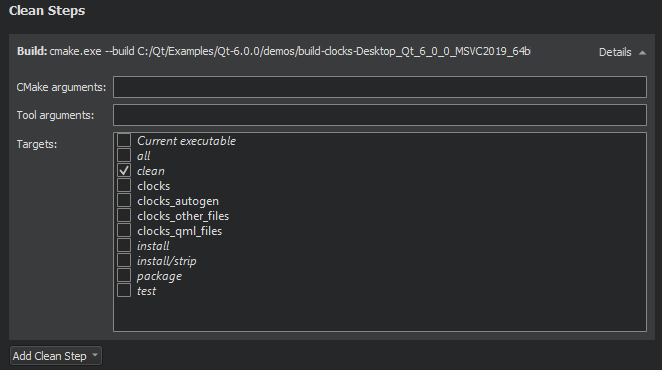 Clean Steps
Build: cmake.exe --build C:/Qt/Examples/Qt-6.0.0/demos/build-clocks-Desktop_Qt_6_0_0_MSVC2019_64b
Details
CMake arguments:
Tool arguments:
Targets:
Current executable
all
clean
clocks
clocks_autogen
clocks_other_files
clocks_qml_files
install
install/strip
package
test
Add Clean Step